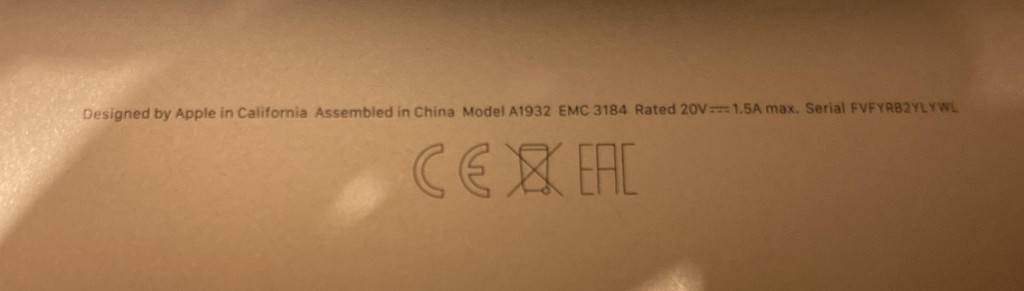 Designed by Apple in California Assembled in China Model A1932 EMC 3184 Rated 20V⎓1.5A max. Serial FVFYRB2YLYWL
CE EAC